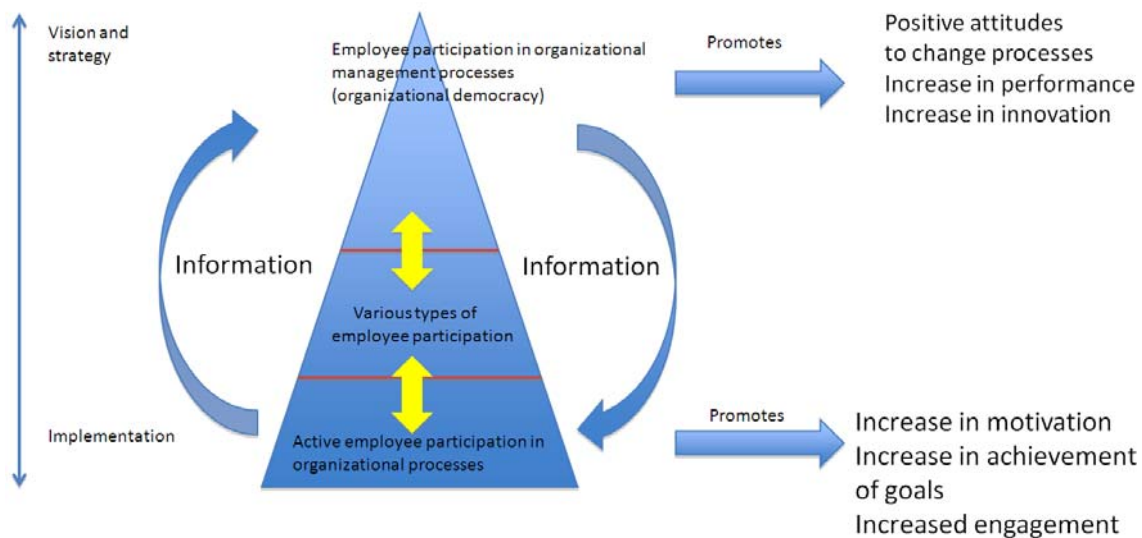 Vision and
strategy
Employee participation in organizational
management processes
(organizational democracy)
Promotes
Positive attitudes
to change processes
Increase in performance
Increase in innovation
Information
Information
Various types of
employee participation
Implementation
Active employee participation in
organizational processes
Promotes
Increase in motivation
Increase in achievement
of goals
Increased engagement